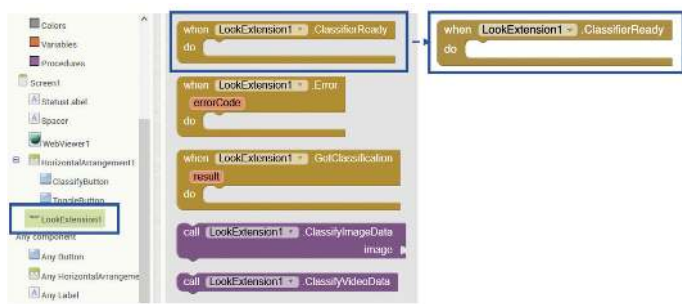 Colors
Variables
Procedures
Screen1
StatusLabel
Spacer
WebViewer1
HorizontalArrangement1
ClassifyButton
ToggleButton
LookExtension1
Any component
Any Button
Any HorizontalArrangeme
Any Label
when LookExtension1 .ClassifierReady
do
when LookExtension1 .Error
errorCode
do
when LookExtension1 .GotClassification
result
do
call LookExtension1 .ClassifyImageData
image
call LookExtension1 .ClassifyVideoData
when LookExtension1 .ClassifierReady
do